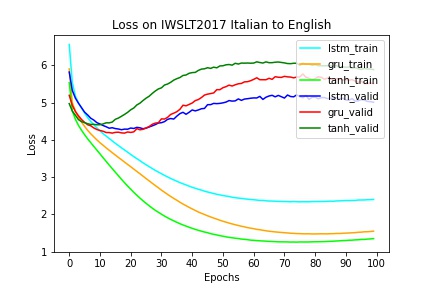 Loss on IWSLT2017 Italian to English
lstm_train
gru_train
tanh_train
lstm_valid
gru_valid
tanh_valid
6
5
4
3
2
1
Loss
0 10 20 30 40 50 60 70 80 90 100
Epochs